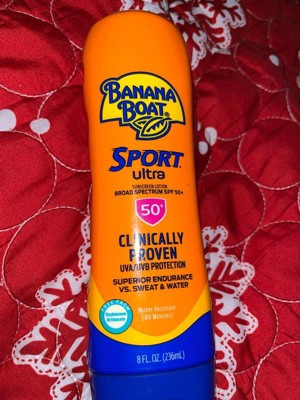 BANANA
BOAT
SPORT
ultra
SUNSCREEN LOTION
BROAD SPECTRUM SPF 50+
50+
CLINICALLY
PROVEN
UVA/UVB PROTECTION
SUPERIOR ENDURANCE
VS. SWEAT & WATER
Water Resistant
(80 Minutes)
8 FL. OZ. (236mL)